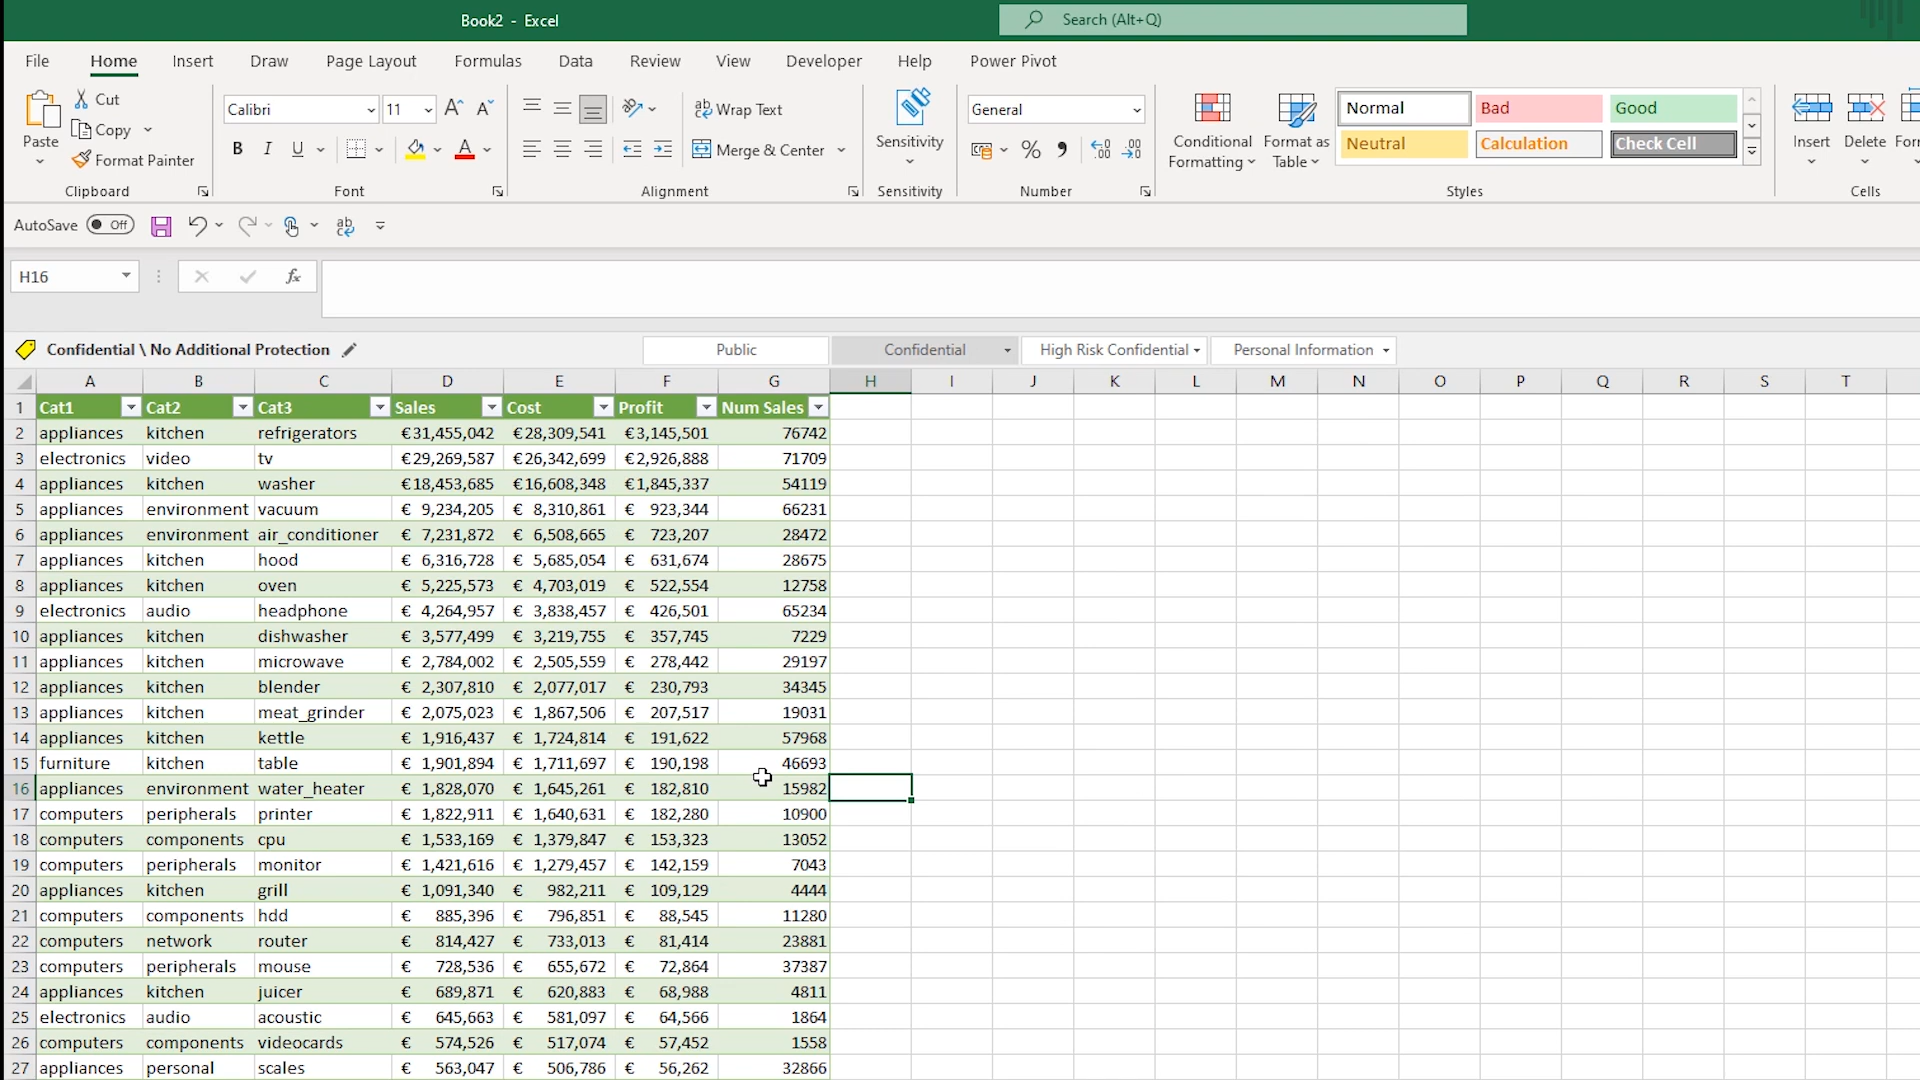 Book2 - Excel
Search (Alt+Q)
File Home Insert Draw Page Layout Formulas Data Review View Developer Help Power Pivot
Paste
Cut
Copy
Format Painter
Clipboard
Calibri 11
B I U
Font
Wrap Text
Merge & Center
Alignment
Sensitivity
Sensitivity
General
Number
Conditional Formatting
Format as Table
Normal Bad Good
Neutral Calculation Check Cell
Styles
Insert Delete
Cells
AutoSave Off
H16
fx
Confidential \ No Additional Protection
Public Confidential High Risk Confidential Personal Information
A B C D E F G H I J K L M N O P Q R S T
1 Cat1 Cat2 Cat3 Sales Cost Profit Num Sales
2 appliances kitchen refrigerators €31,455,042 €28,309,541 €3,145,501 76742
3 electronics video tv €29,269,587 €26,342,699 €2,926,888 71709
4 appliances kitchen washer €18,453,685 €16,608,348 €1,845,337 54119
5 appliances environment vacuum € 9,234,205 € 8,310,861 € 923,344 66231
6 appliances environment air_conditioner € 7,231,872 € 6,508,665 € 723,207 28472
7 appliances kitchen hood € 6,316,728 € 5,685,054 € 631,674 28675
8 appliances kitchen oven € 5,225,573 € 4,703,019 € 522,554 12758
9 electronics audio headphone € 4,264,957 € 3,838,457 € 426,501 65234
10 appliances kitchen dishwasher € 3,577,499 € 3,219,755 € 357,745 7229
11 appliances kitchen microwave € 2,784,002 € 2,505,559 € 278,442 29197
12 appliances kitchen blender € 2,307,810 € 2,077,017 € 230,793 34345
13 appliances kitchen meat_grinder € 2,075,023 € 1,867,506 € 207,517 19031
14 appliances kitchen kettle € 1,916,437 € 1,724,814 € 191,622 57968
15 furniture kitchen table € 1,901,894 € 1,711,697 € 190,198 46693
16 appliances environment water_heater € 1,828,070 € 1,645,261 € 182,810 15982
17 computers peripherals printer € 1,822,911 € 1,640,631 € 182,280 10900
18 computers components cpu € 1,533,169 € 1,379,847 € 153,323 13052
19 computers peripherals monitor € 1,421,616 € 1,279,457 € 142,159 7043
20 appliances kitchen grill € 1,091,340 € 982,211 € 109,129 4444
21 computers components hdd € 885,396 € 796,851 € 88,545 11280
22 computers network router € 814,427 € 733,013 € 81,414 23881
23 computers peripherals mouse € 728,536 € 655,672 € 72,864 37387
24 appliances kitchen juicer € 689,871 € 620,883 € 68,988 4811
25 electronics audio acoustic € 645,663 € 581,097 € 64,566 1864
26 computers components videocards € 574,526 € 517,074 € 57,452 1558
27 appliances personal scales € 563,047 € 506,786 € 56,262 32866